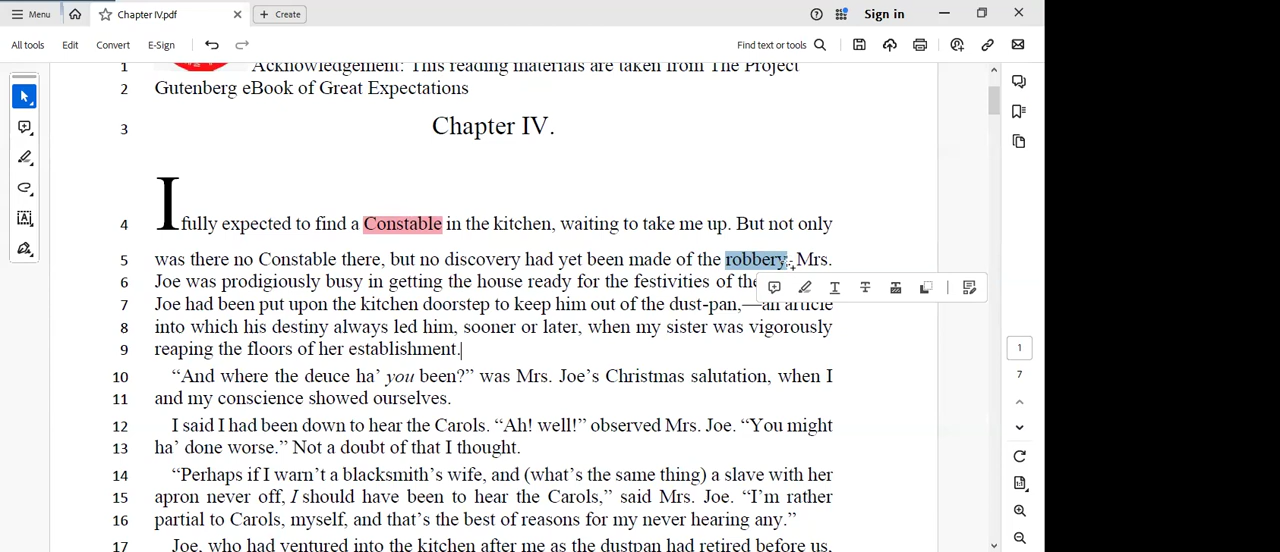 Menu
Chapter IV.pdf
Create
Sign in
All tools
Edit
Convert
E-Sign
Find text or tools
1 Acknowledgement: This reading materials are taken from The Project
2 Gutenberg eBook of Great Expectations
3 Chapter IV.
4 I fully expected to find a Constable in the kitchen, waiting to take me up. But not only
5 was there no Constable there, but no discovery had yet been made of the robbery. Mrs.
6 Joe was prodigiously busy in getting the house ready for the festivities of the
7 Joe had been put upon the kitchen doorstep to keep him out of the dust-pan,—an article
8 into which his destiny always led him, sooner or later, when my sister was vigorously
9 reaping the floors of her establishment.
10 “And where the deuce ha’ you been?” was Mrs. Joe’s Christmas salutation, when I
11 and my conscience showed ourselves.
12 I said I had been down to hear the Carols. “Ah! well!” observed Mrs. Joe. “You might
13 ha’ done worse.” Not a doubt of that I thought.
14 “Perhaps if I warn’t a blacksmith’s wife, and (what’s the same thing) a slave with her
15 apron never off, I should have been to hear the Carols,” said Mrs. Joe. “I’m rather
16 partial to Carols, myself, and that’s the best of reasons for my never hearing any.”
17 Joe, who had ventured into the kitchen after me as the dustpan had retired before us,
1
7